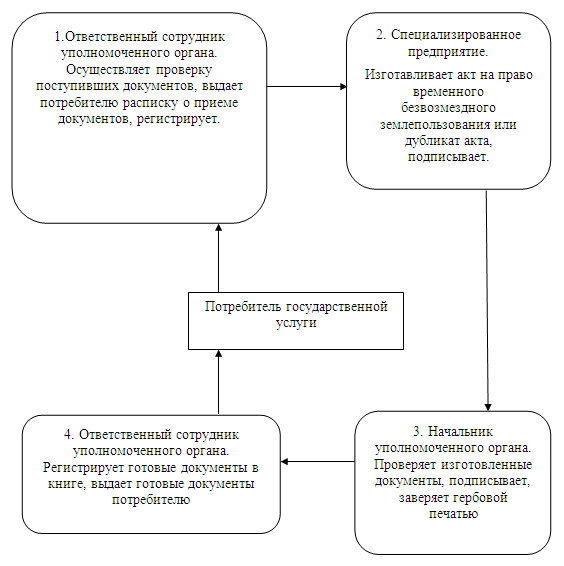 1.Ответственный сотрудник
уполномоченного органа.
Осуществляет проверку
поступивших документов, выдает
потребителю расписку о приеме
документов, регистрирует.
2. Специализированное
предприятие.
Изготавливает акт на право
временного
безвозмездного
землепользования или
дубликат акта,
подписывает.
Потребитель государственной
услуги
4. Ответственный сотрудник
уполномоченного органа.
Регистрирует готовые документы в
книге, выдает готовые документы
потребителю
3. Начальник
уполномоченного органа.
Проверяет изготовленные
документы, подписывает,
заверяет гербовой
печатью